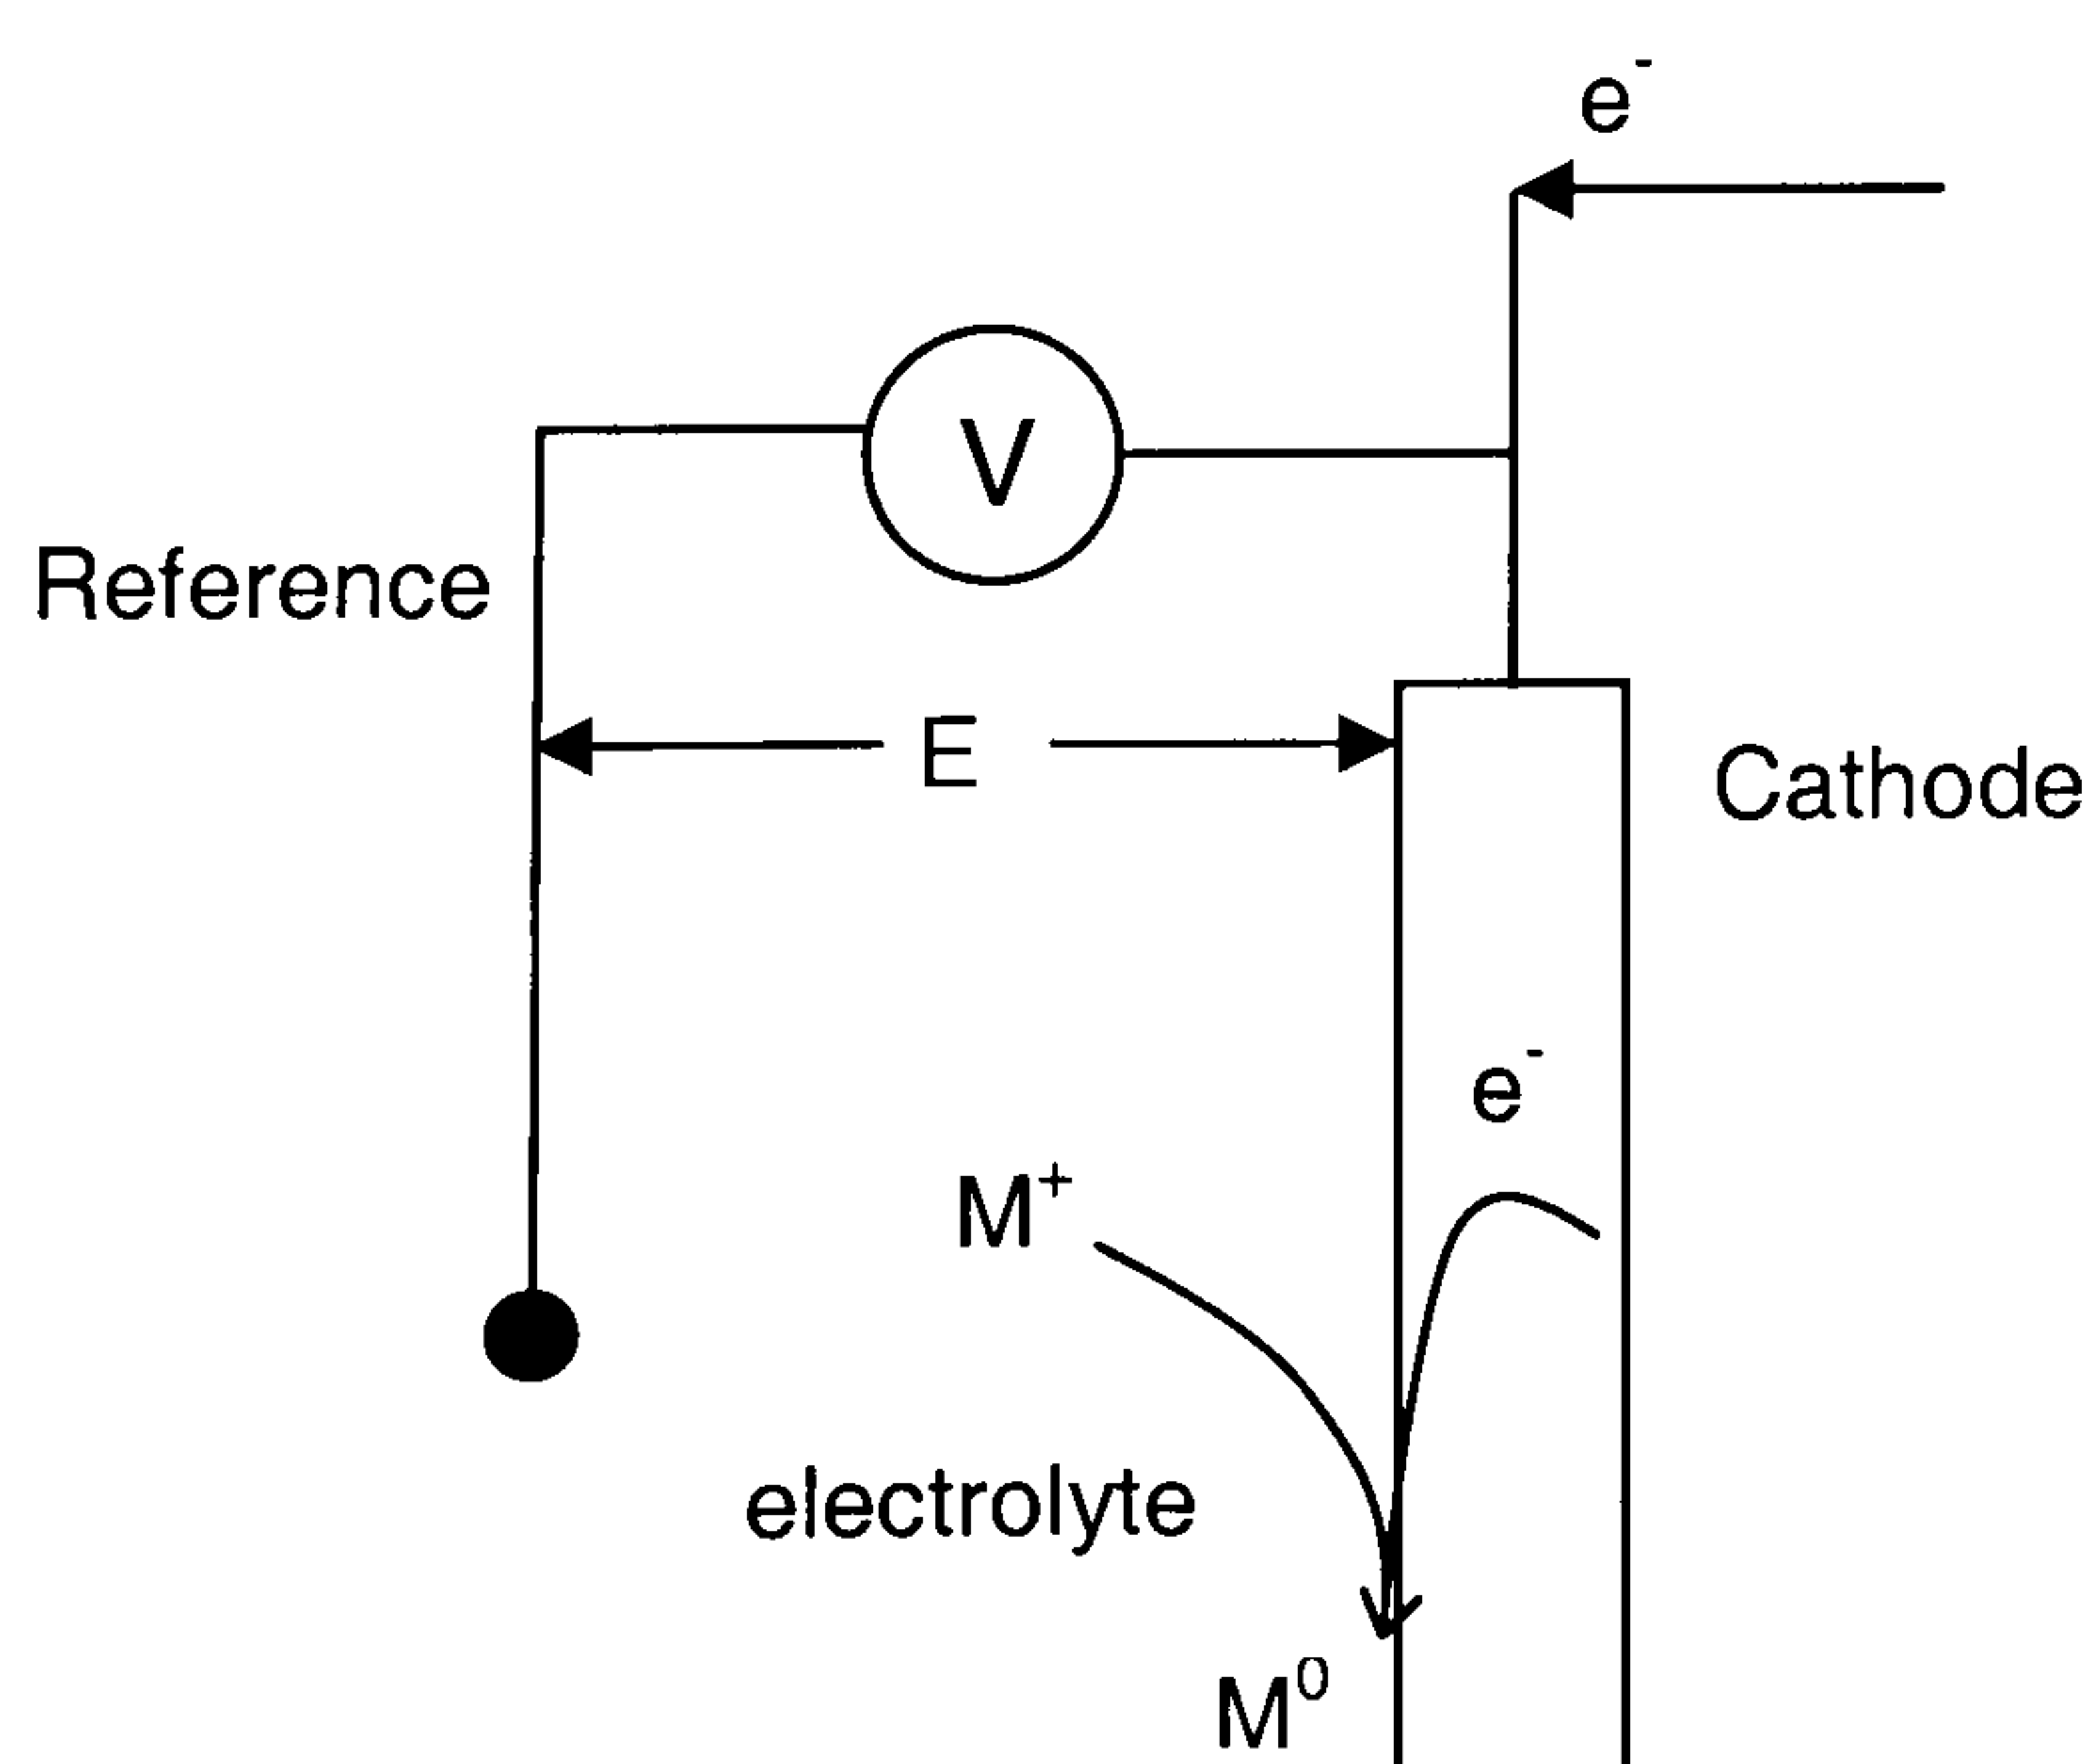 e⁻
V
Reference
E
Cathode
e⁻
M⁺
electrolyte
M⁰